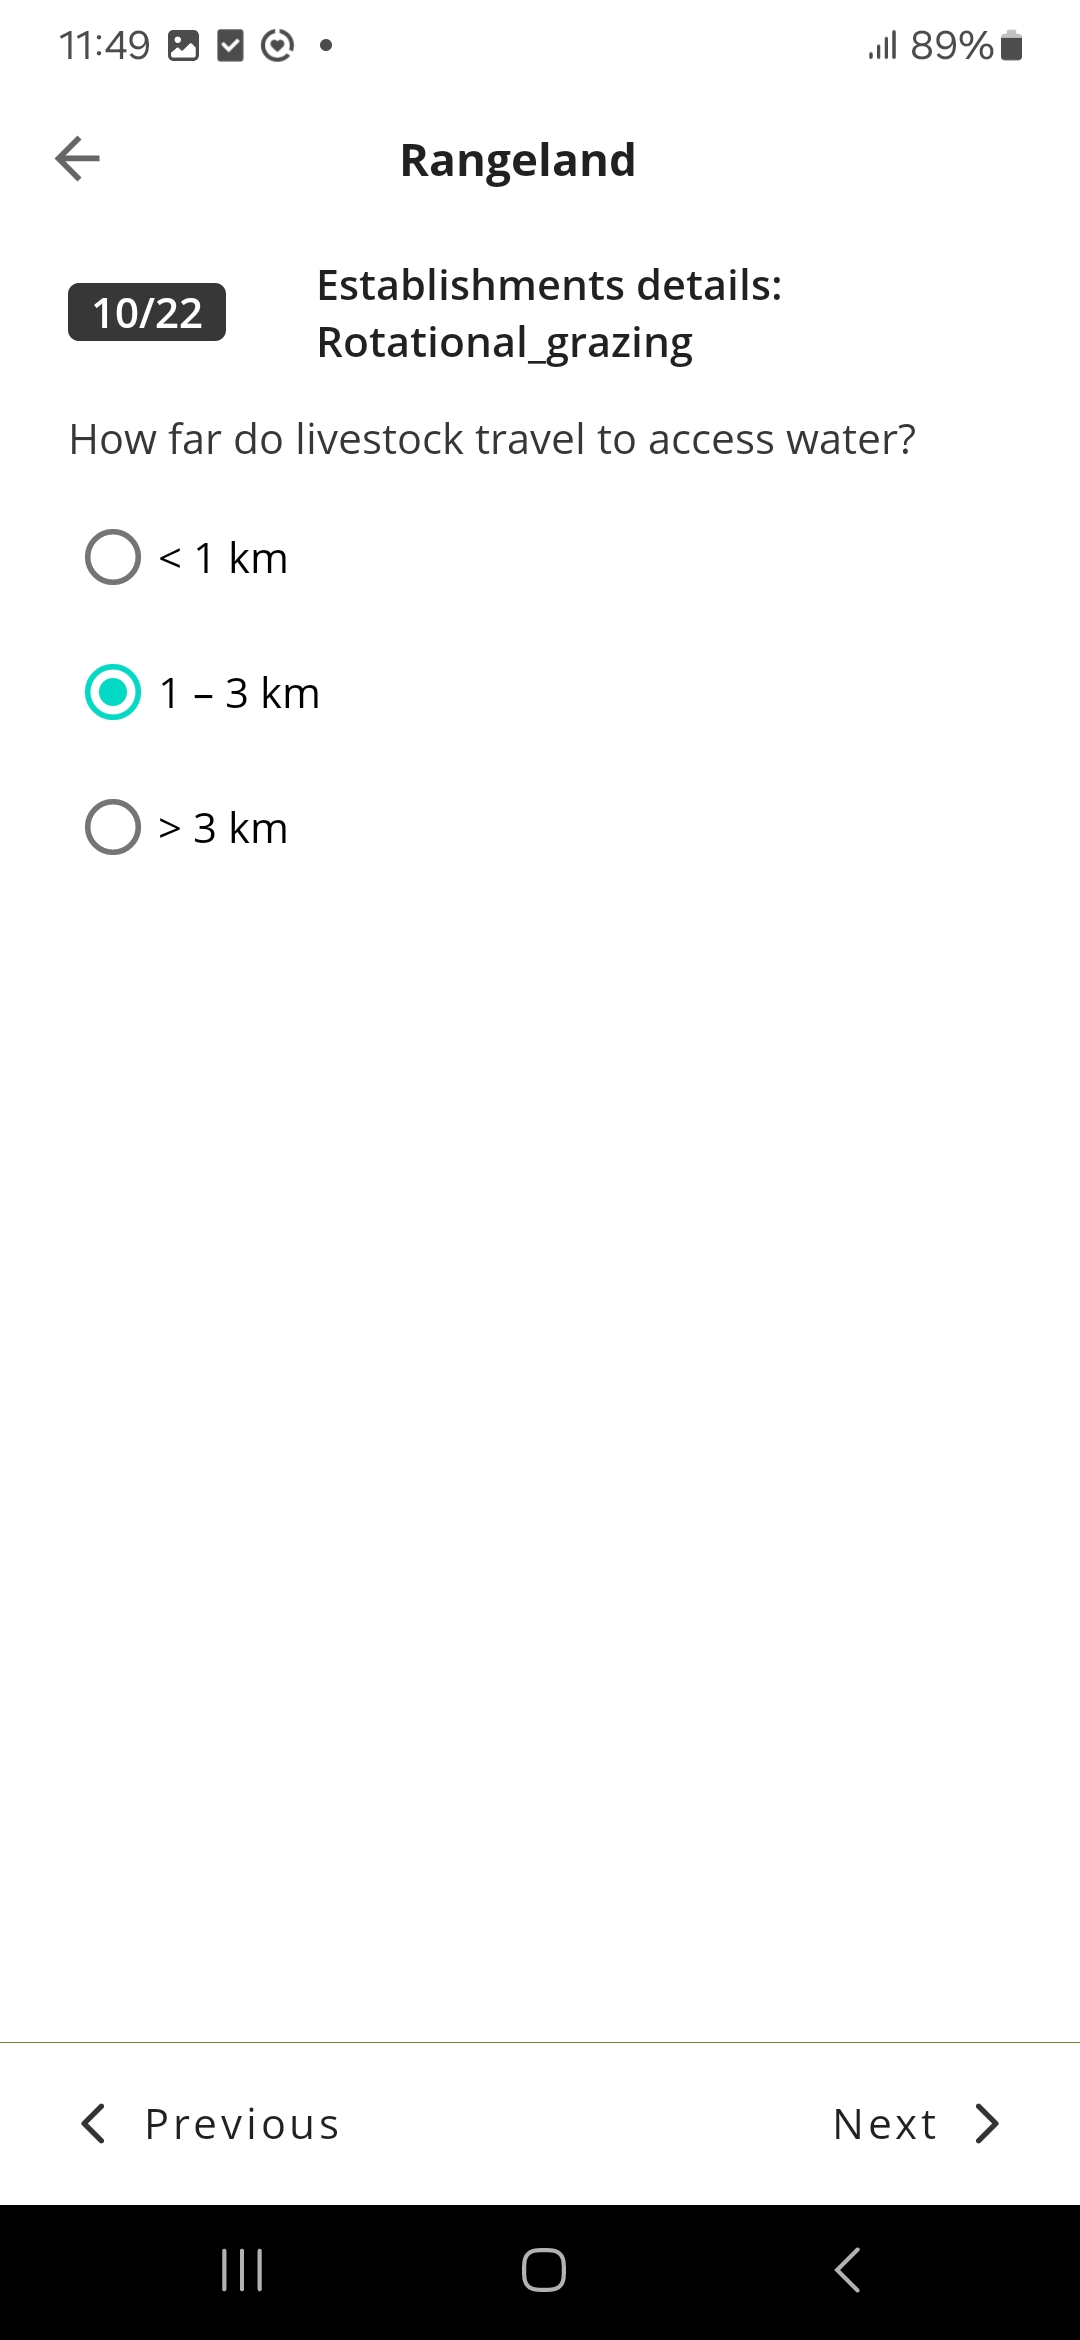 11:49
89%
Rangeland
10/22
Establishments details:
Rotational_grazing
How far do livestock travel to access water?
< 1 km
1 – 3 km
> 3 km
Previous
Next